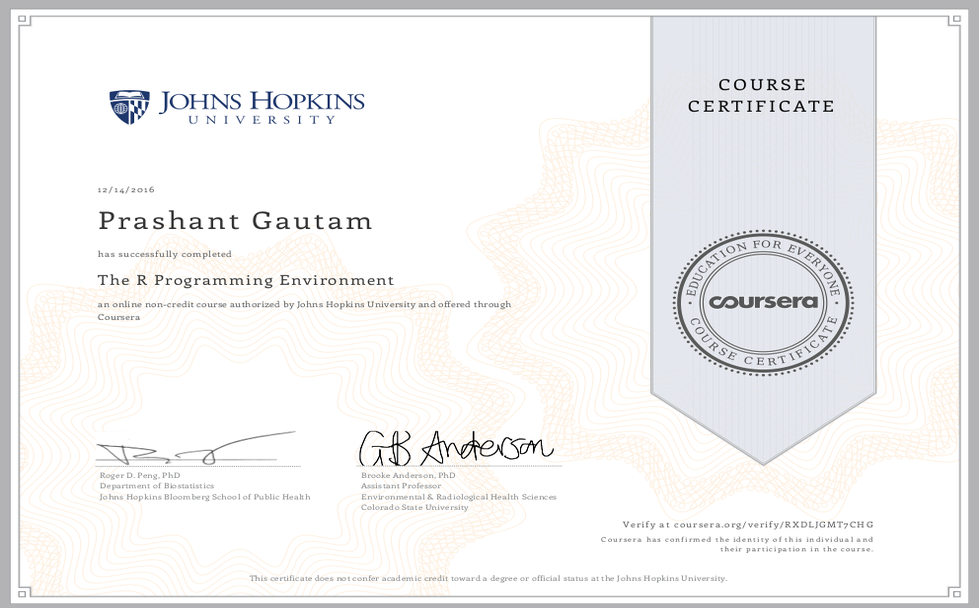 JOHNS HOPKINS
UNIVERSITY
COURSE
CERTIFICATE
12/14/2016
Prashant Gautam
has successfully completed
The R Programming Environment
an online non-credit course authorized by Johns Hopkins University and offered through
Coursera
EDUCATION FOR EVERYONE
coursera
COURSE CERTIFICATE
GB Anderson
Roger D. Peng, PhD
Department of Biostatistics
Johns Hopkins Bloomberg School of Public Health
Brooke Anderson, PhD
Assistant Professor
Environmental & Radiological Health Sciences
Colorado State University
Verify at coursera.org/verify/RXDLJGMT7CHG
Coursera has confirmed the identity of this individual and
their participation in the course.
This certificate does not confer academic credit toward a degree or official status at the Johns Hopkins University.